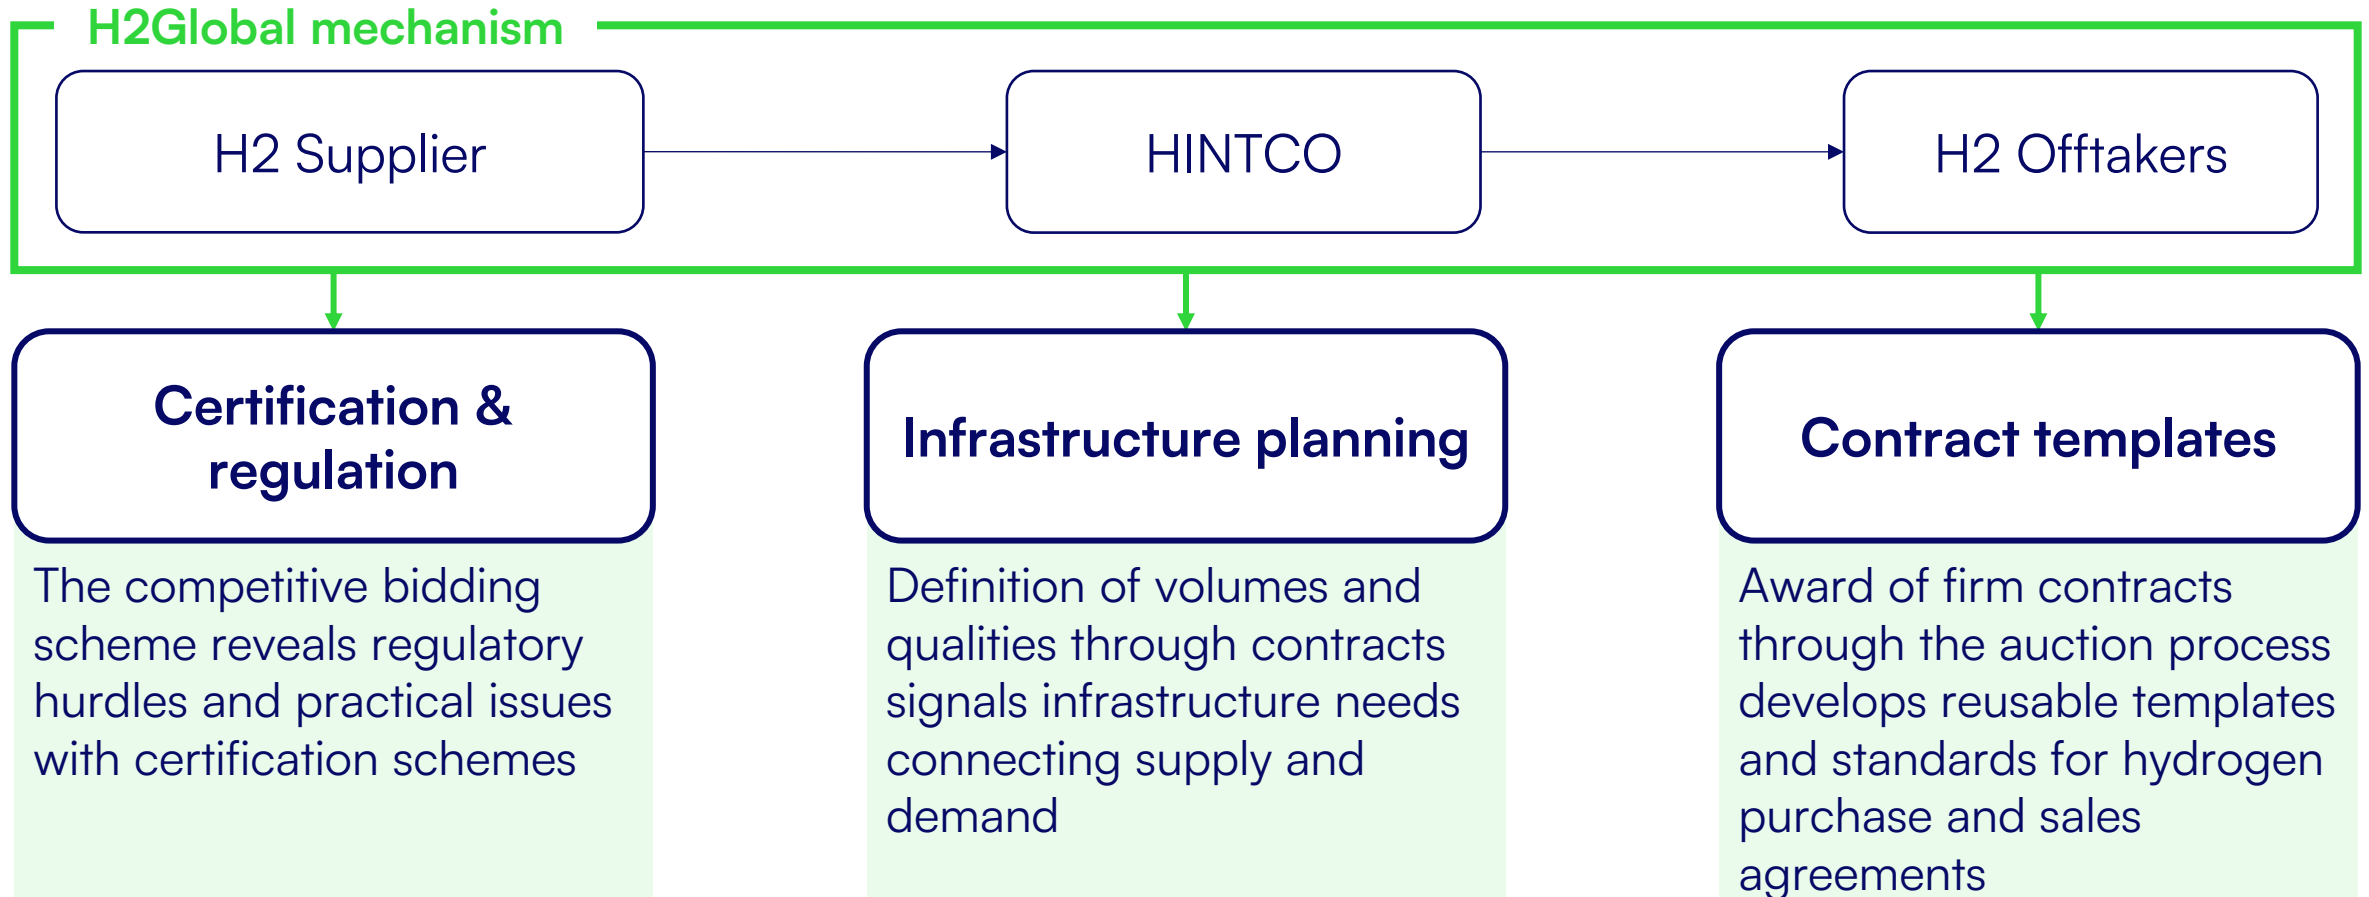 H2Global mechanism
H2 Supplier
HINTCO
H2 Offtakers
Certification &
regulation
The competitive bidding
scheme reveals regulatory
hurdles and practical issues
with certification schemes
Infrastructure planning
Definition of volumes and
qualities through contracts
signals infrastructure needs
connecting supply and
demand
Contract templates
Award of firm contracts
through the auction process
develops reusable templates
and standards for hydrogen
purchase and sales
agreements